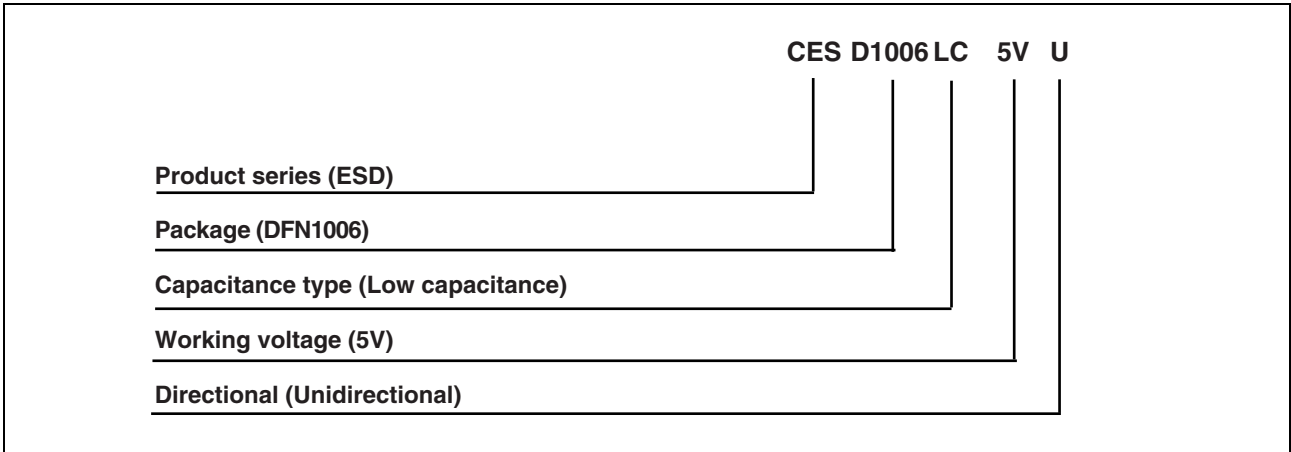 CES D1006 LC 5V U
Product series (ESD)
Package (DFN1006)
Capacitance type (Low capacitance)
Working voltage (5V)
Directional (Unidirectional)